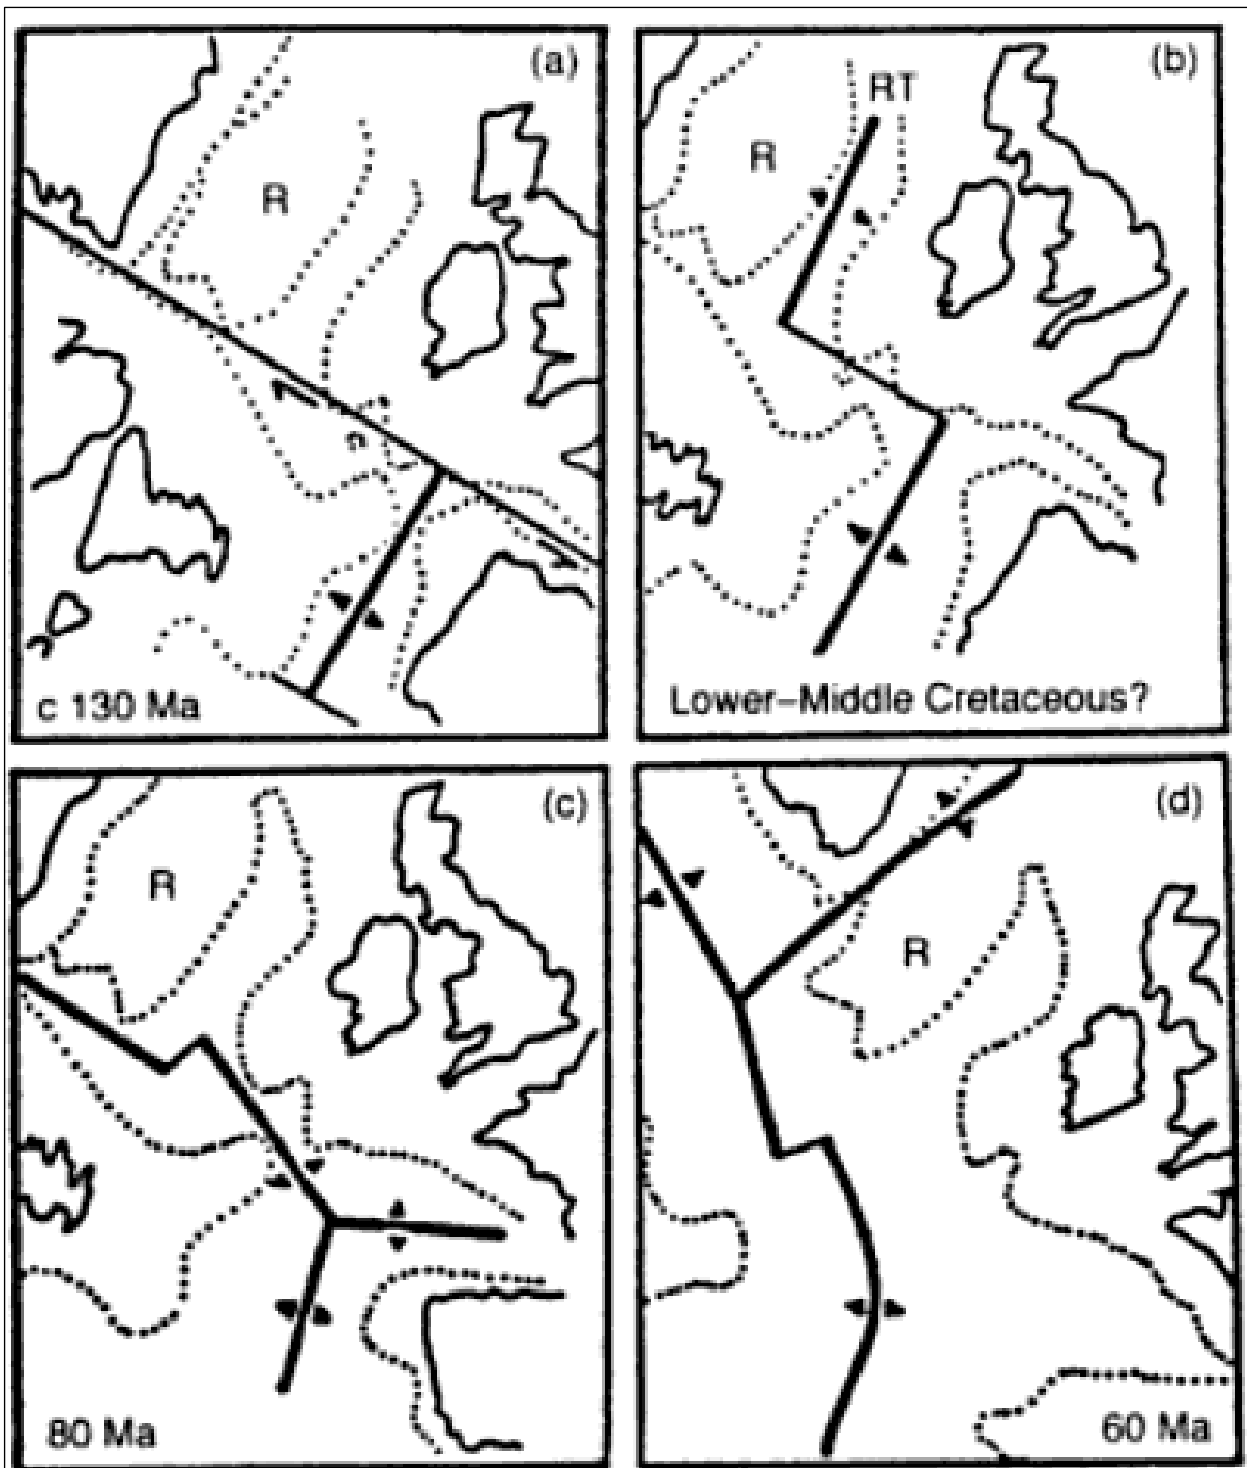 (a)
R
c 130 Ma
(b)
RT
R
Lower–Middle Cretaceous?
(c)
R
80 Ma
(d)
R
60 Ma